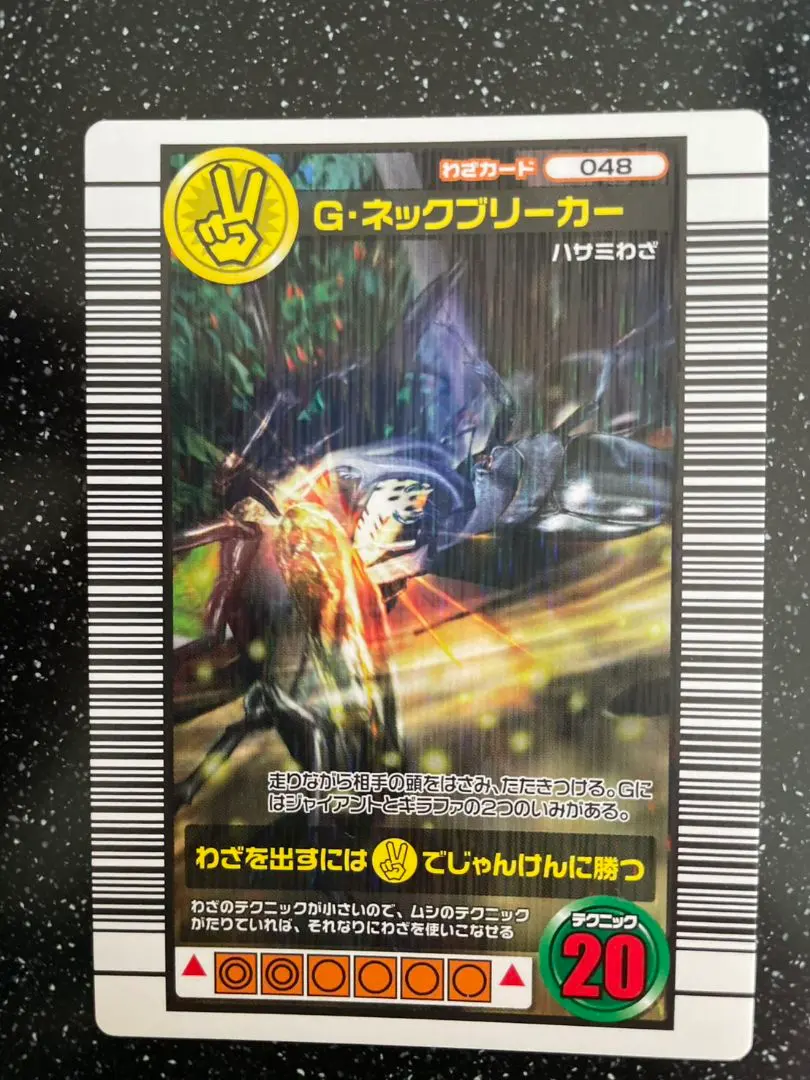 わざカード 048
G・ネックブリーカー
ハサミわざ
走りながら相手の頭をはさみ、たたきつける。Gに
はジャイアントとギラファの2つのいみがある。
わざを出すには でじゃんけんに勝つ
わざのテクニックが小さいので、ムシのテクニック
がたりていれば、それなりにわざを使いこなせる
テクニック
20